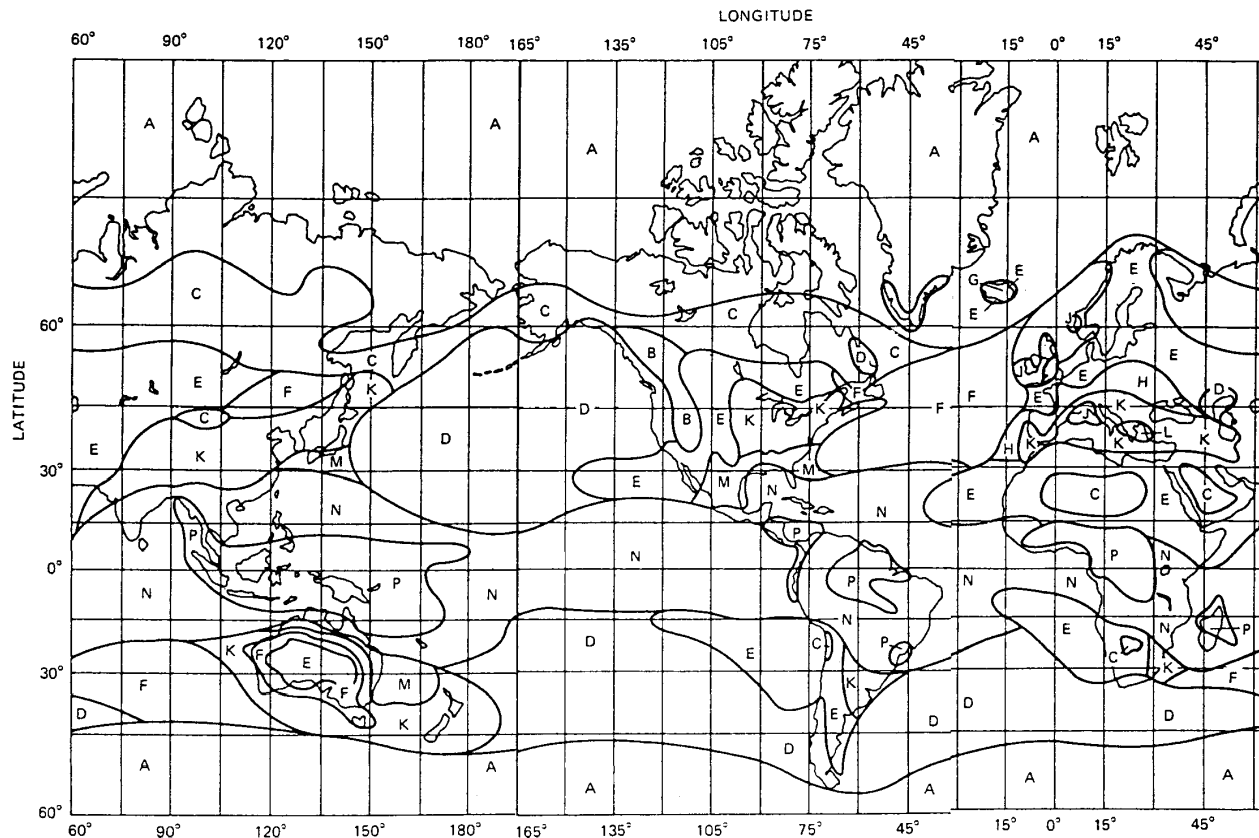 LONGITUDE
60° 90° 120° 150° 180° 165° 135° 105° 75° 45° 15° 0° 15° 45°
A A
A A A
E
G E
C E
C C E
60° J
B D C
C J E
E F K E F E H D
C D B E K K F F K
LATITUDE
D J L
E K H K K K
30° M M
E M N E C E C
N N
P P P N
0° P P N O
N N N N N
D E N P
K F E C P C K
30° F F M K F
D K E D D D
D
A A A A A A
60°
60° 90° 120° 150° 180° 165° 135° 105° 75° 45° 15° 0° 15° 45°